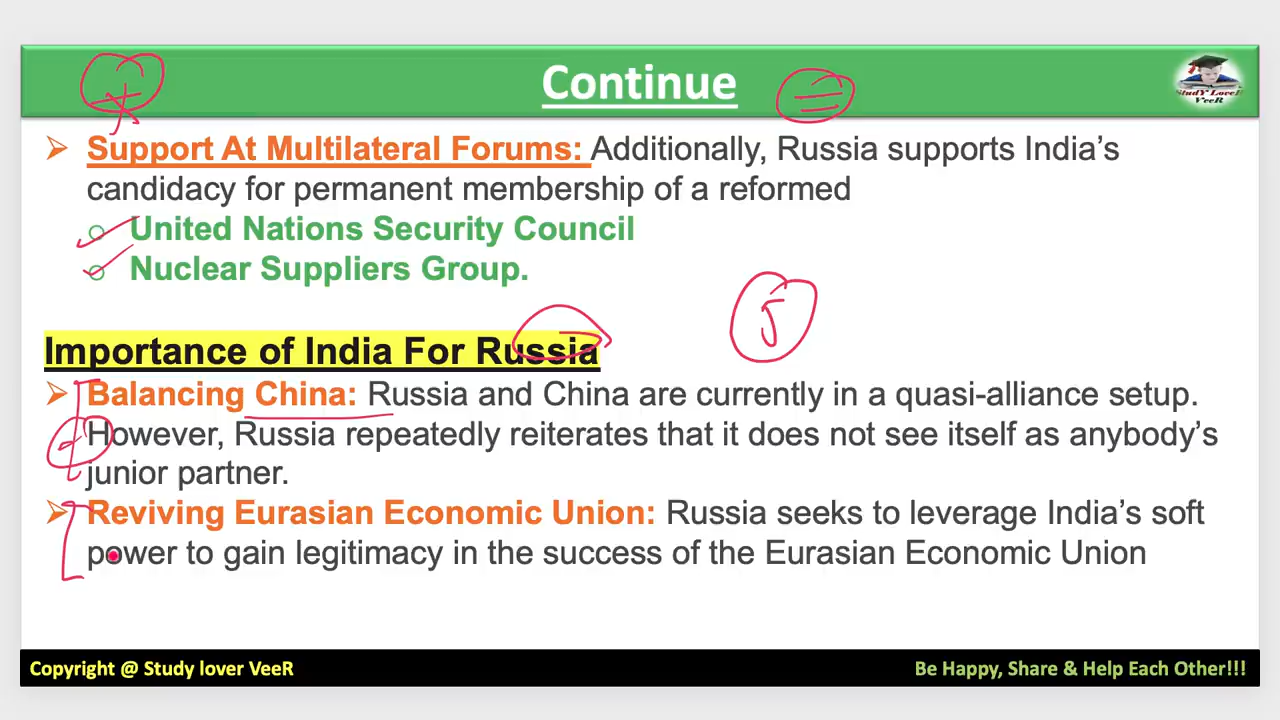 Continue
StudY LoveR
VeeR
➢ Support At Multilateral Forums: Additionally, Russia supports India's
candidacy for permanent membership of a reformed
o United Nations Security Council
o Nuclear Suppliers Group.
5
Importance of India For Russia
➢ Balancing China: Russia and China are currently in a quasi-alliance setup.
However, Russia repeatedly reiterates that it does not see itself as anybody's
junior partner.
➢ Reviving Eurasian Economic Union: Russia seeks to leverage India's soft
power to gain legitimacy in the success of the Eurasian Economic Union
Copyright @ Study lover VeeR
Be Happy, Share & Help Each Other!!!